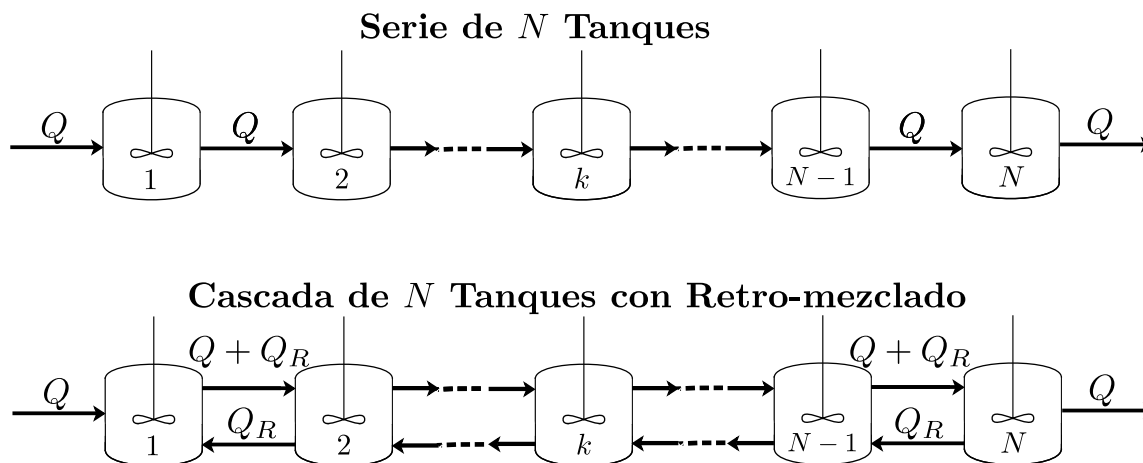 Serie de N Tanques
Q Q Q Q
1 2 k N − 1 N
Cascada de N Tanques con Retro-mezclado
Q + Q_R Q + Q_R
Q Q
Q_R Q_R
1 2 k N − 1 N